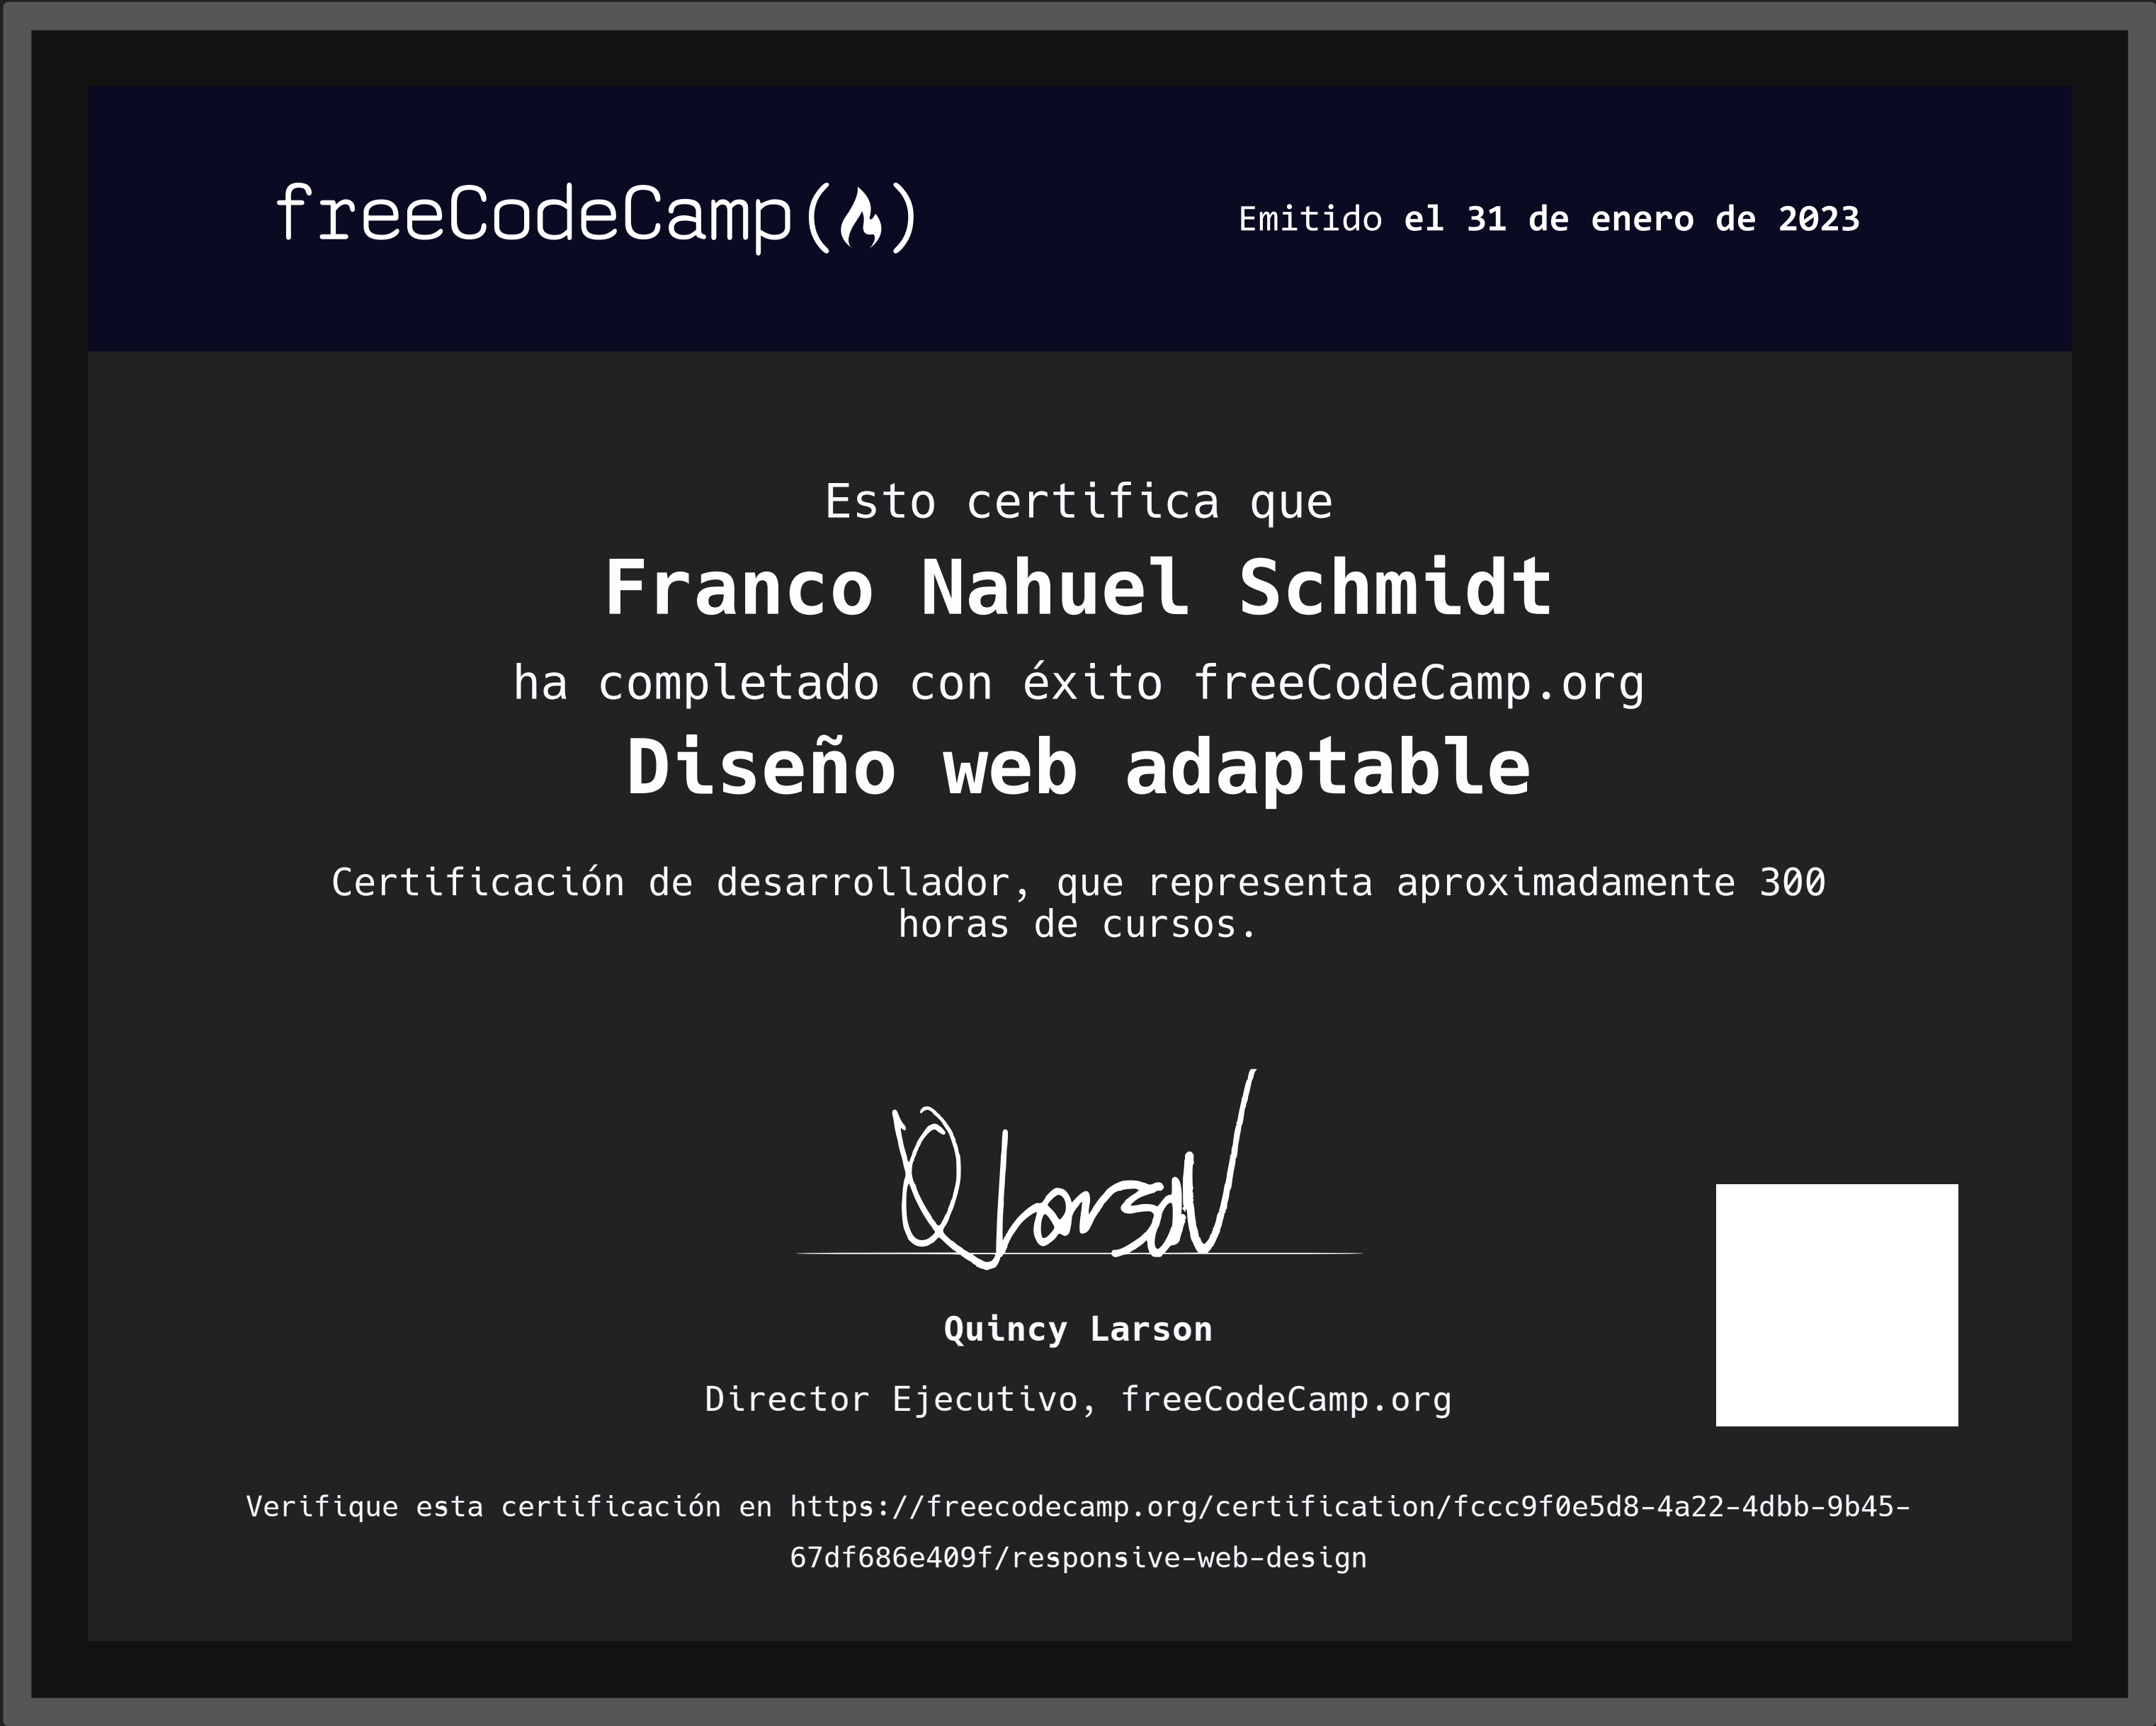 freeCodeCamp
Emitido el 31 de enero de 2023
Esto certifica que
Franco Nahuel Schmidt
ha completado con éxito freeCodeCamp.org
Diseño web adaptable
Certificación de desarrollador, que representa aproximadamente 300
horas de cursos.
Quincy Larson
Director Ejecutivo, freeCodeCamp.org
Verifique esta certificación en https://freecodecamp.org/certification/fccc9f0e5d8-4a22-4dbb-9b45-
67df686e409f/responsive-web-design